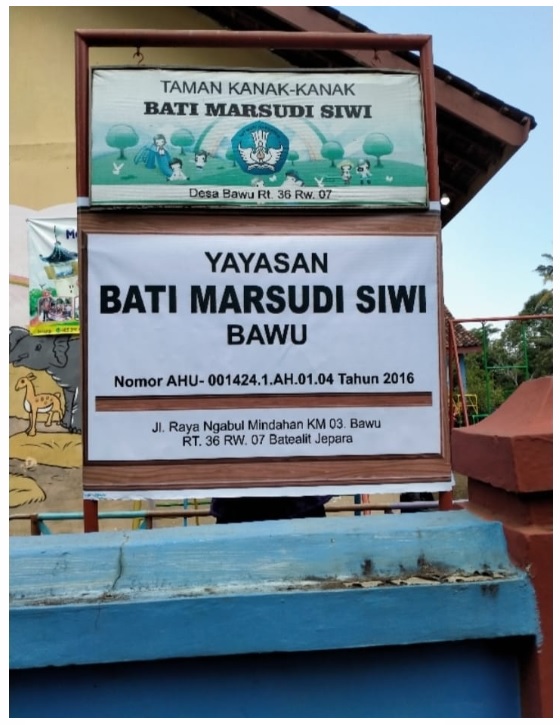 TAMAN KANAK-KANAK
BATI MARSUDI SIWI
Desa Bawu Rt. 36 Rw. 07
YAYASAN
BATI MARSUDI SIWI
BAWU
Nomor AHU- 001424.1.AH.01.04 Tahun 2016
Jl. Raya Ngabul Mindahan KM 03. Bawu
RT. 36 RW. 07 Batealit Jepara